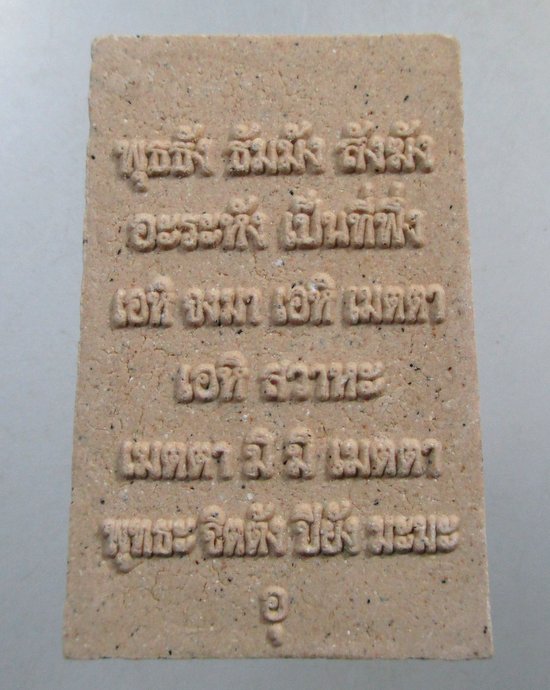 พุธธัง ธัมมัง สังฆัง
อะระหัง เป็นที่พึ่ง
เอหิ จงมา เอหิ เมตตา
เอหิ สวาหะ
เมตตา มิ มิ เมตตา
พุทธะ จิตตัง ปิยัง มะมะ
อุ